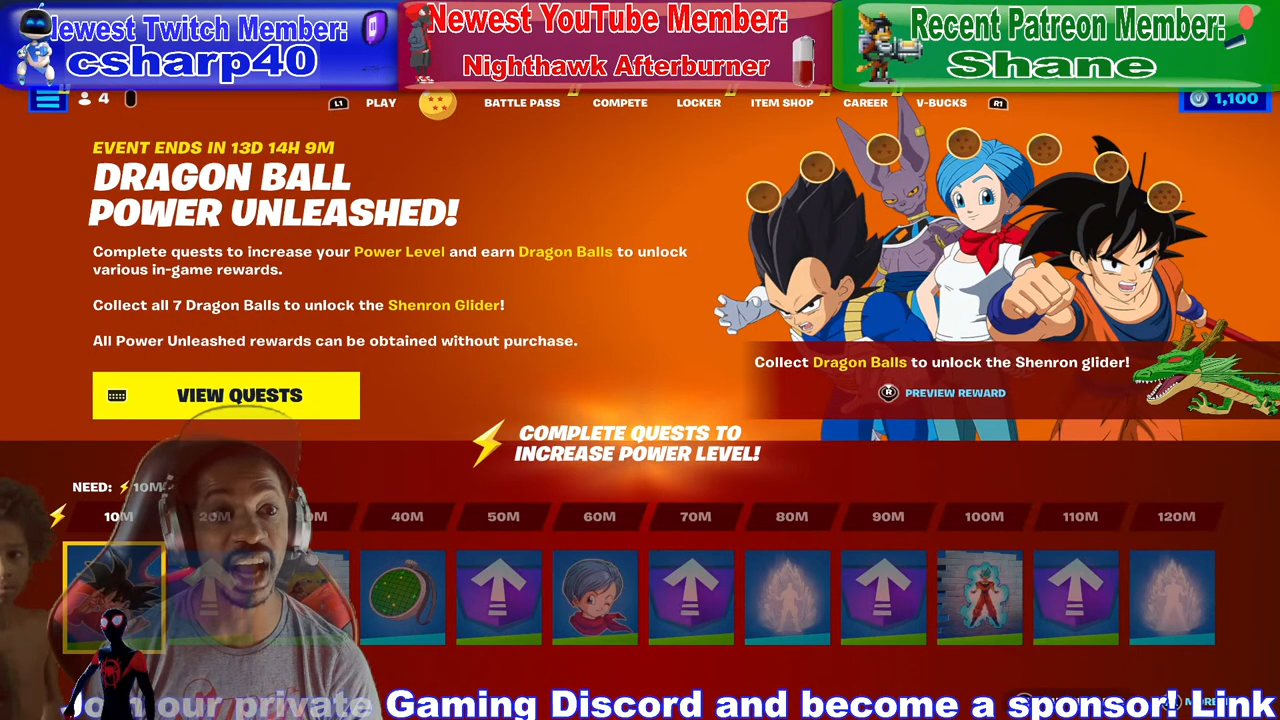 Newest Twitch Member:
csharp40
Newest YouTube Member:
Nighthawk Afterburner
Recent Patreon Member:
Shane
4
L1
PLAY
BATTLE PASS
COMPETE
LOCKER
ITEM SHOP
CAREER
V-BUCKS
R1
1,100
EVENT ENDS IN 13D 14H 9M
DRAGON BALL
POWER UNLEASHED!
Complete quests to increase your Power Level and earn Dragon Balls to unlock
various in-game rewards.
Collect all 7 Dragon Balls to unlock the Shenron Glider!
All Power Unleashed rewards can be obtained without purchase.
VIEW QUESTS
Collect Dragon Balls to unlock the Shenron glider!
R PREVIEW REWARD
COMPLETE QUESTS TO
INCREASE POWER LEVEL!
NEED: 10M
10M 20M 30M 40M 50M 60M 70M 80M 90M 100M 110M 120M
Join our private Gaming Discord and become a sponsor! Link